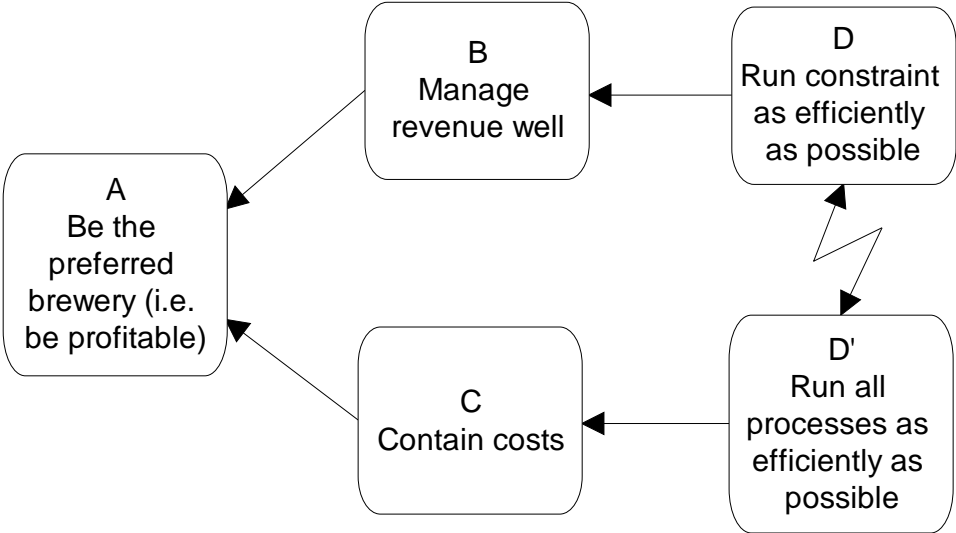 A
Be the
preferred
brewery (i.e.
be profitable)
B
Manage
revenue well
C
Contain costs
D
Run constraint
as efficiently
as possible
D'
Run all
processes as
efficiently as
possible